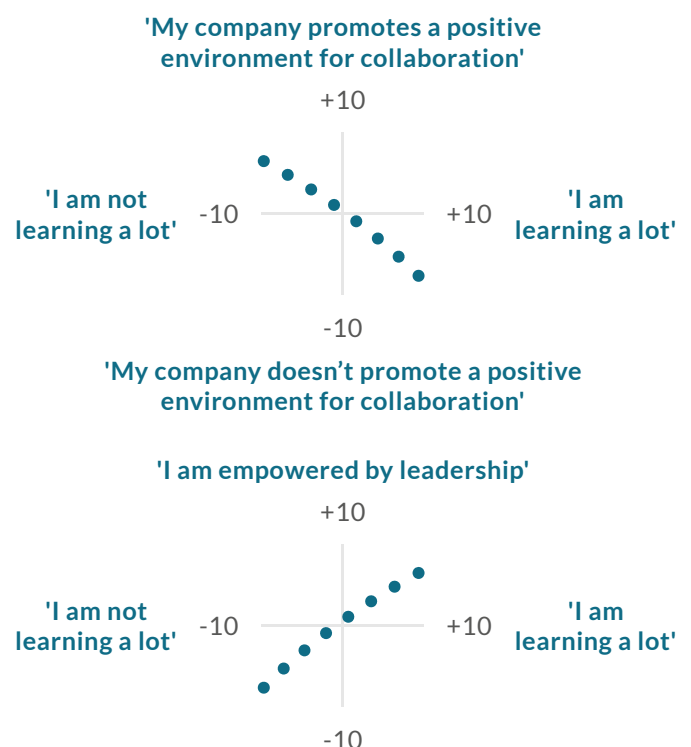 'My company promotes a positive
environment for collaboration'
+10
'I am not
learning a lot'
-10
+10
'I am
learning a lot'
-10
'My company doesn’t promote a positive
environment for collaboration'
'I am empowered by leadership'
+10
'I am not
learning a lot'
-10
+10
'I am
learning a lot'
-10